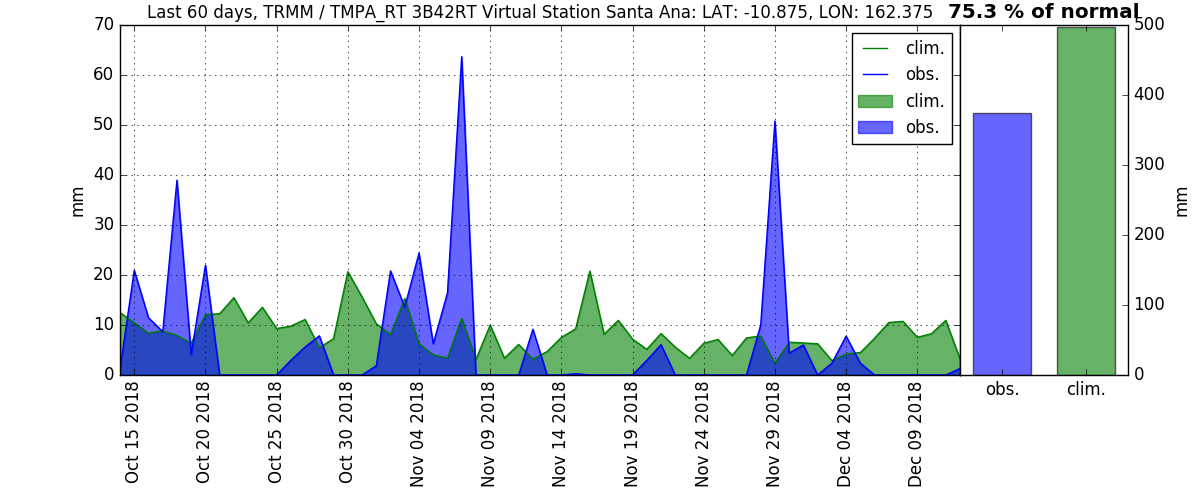 Last 60 days, TRMM / TMPA_RT 3B42RT Virtual Station Santa Ana: LAT: -10.875, LON: 162.375
75.3 % of normal
70
60
50
40
30
20
10
0
mm
clim.
obs.
clim.
obs.
Oct 15 2018
Oct 20 2018
Oct 25 2018
Oct 30 2018
Nov 04 2018
Nov 09 2018
Nov 14 2018
Nov 19 2018
Nov 24 2018
Nov 29 2018
Dec 04 2018
Dec 09 2018
500
400
300
200
100
0
mm
obs.
clim.